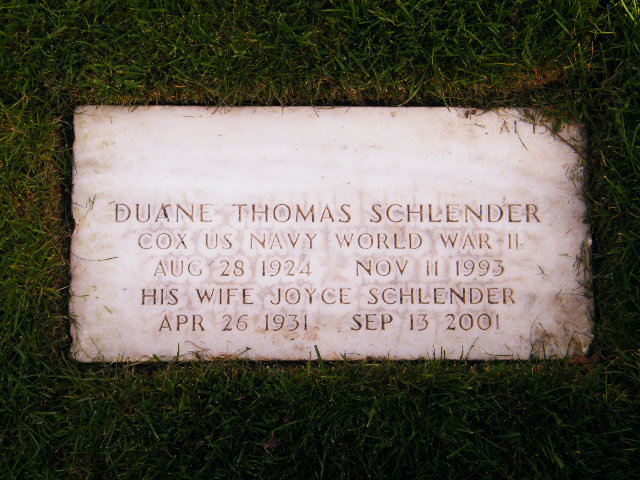 DUANE THOMAS SCHLENDER
COX US NAVY WORLD WAR II
AUG 28 1924 NOV 11 1993
HIS WIFE JOYCE SCHLENDER
APR 26 1931 SEP 13 2001